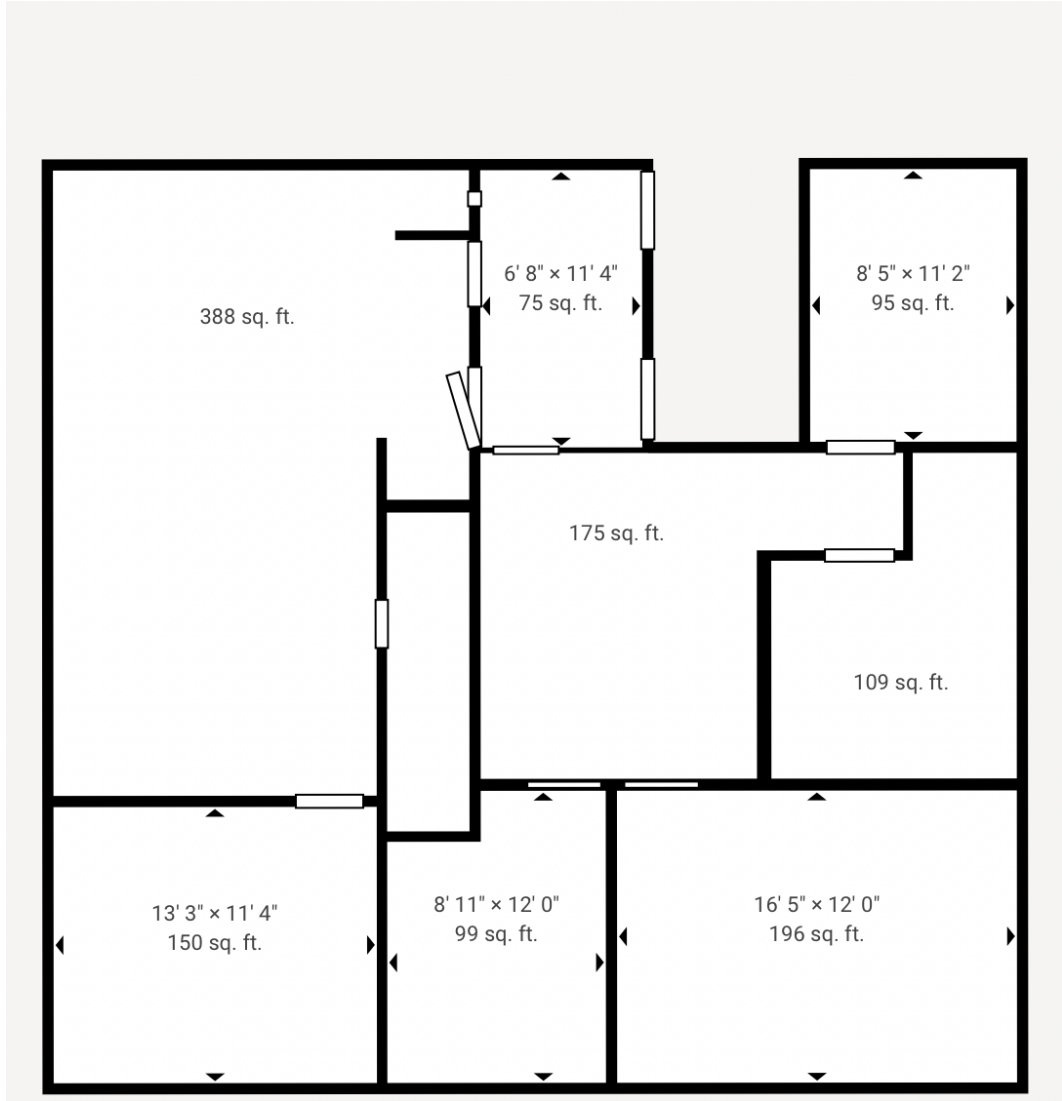 6' 8" × 11' 4"
75 sq. ft.
8' 5" × 11' 2"
95 sq. ft.
388 sq. ft.
175 sq. ft.
109 sq. ft.
13' 3" × 11' 4"
150 sq. ft.
8' 11" × 12' 0"
99 sq. ft.
16' 5" × 12' 0"
196 sq. ft.